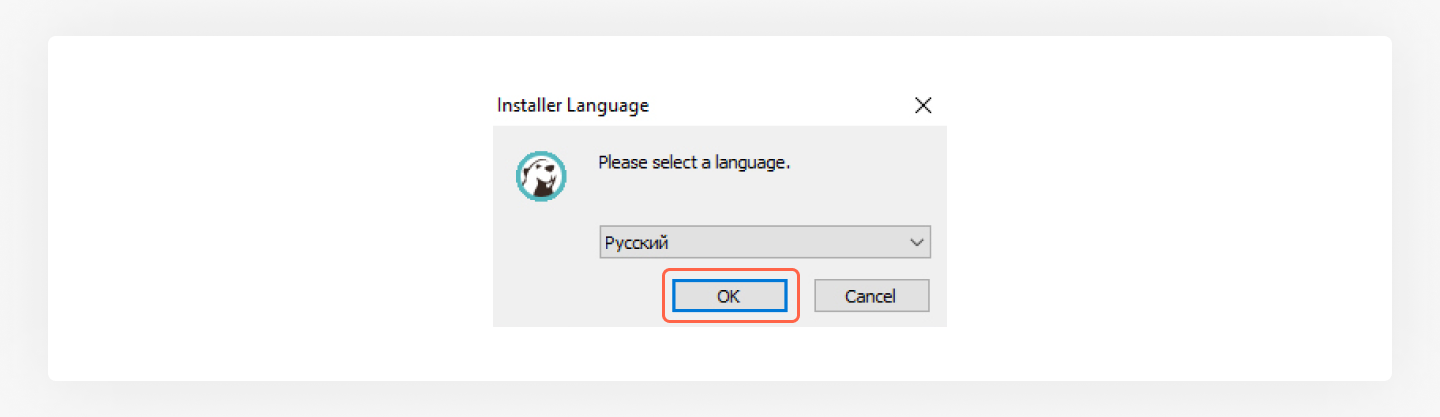 Installer Language
Please select a language.
Русский
OK
Cancel